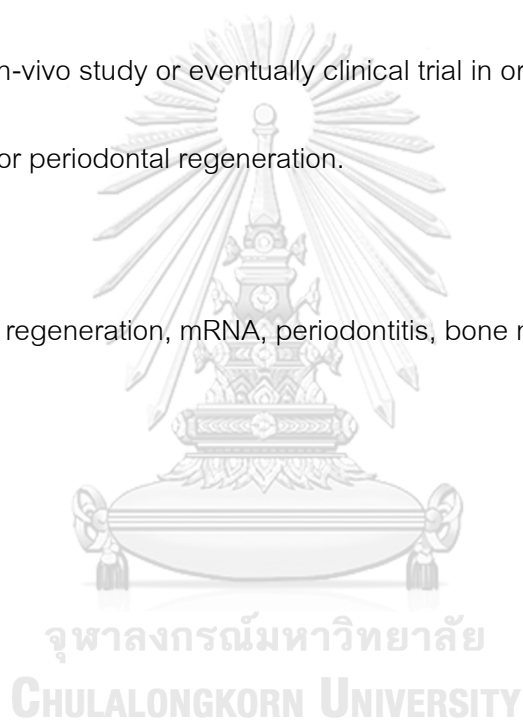 n-vivo study or eventually clinical trial in or
or periodontal regeneration.
regeneration, mRNA, periodontitis, bone r
จุฬาลงกรณ์มหาวิทยาลัย
CHULALONGKORN UNIVERSITY